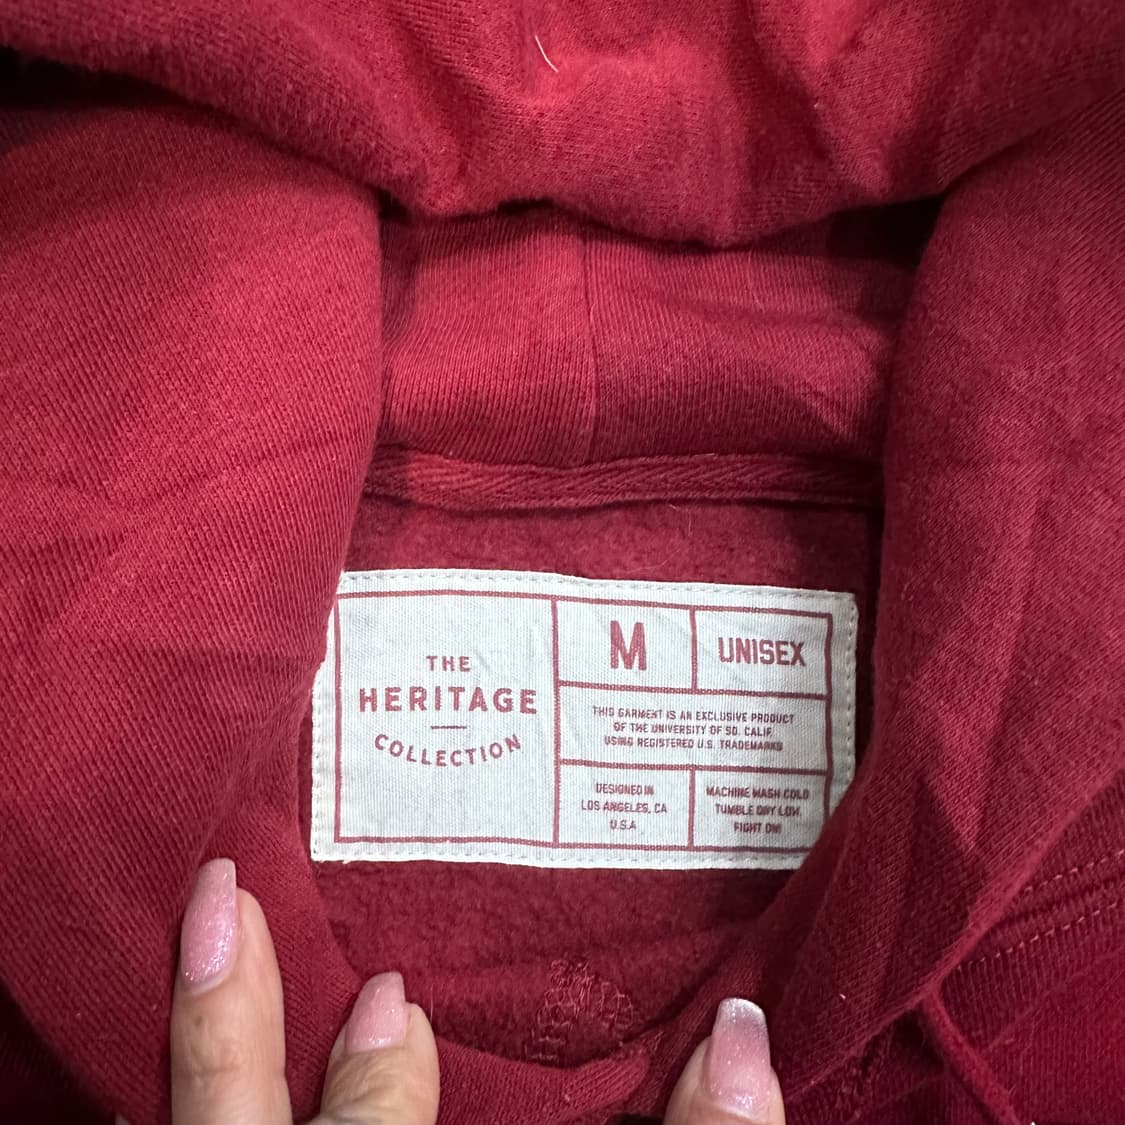 THE
HERITAGE
COLLECTION
M
UNISEX
THIS GARMENT IS AN EXCLUSIVE PRODUCT
OF THE UNIVERSITY OF SO. CALIF.
USING REGISTERED U.S. TRADEMARKS
DESIGNED IN
LOS ANGELES, CA
U.S.A
MACHINE WASH COLD
TUMBLE DRY LOW.
FIGHT ON!